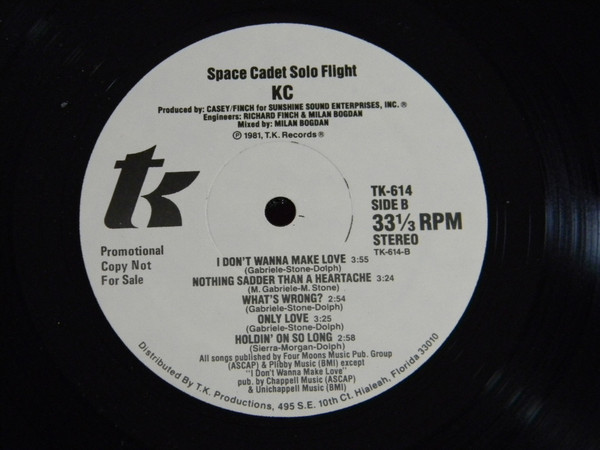 Space Cadet Solo Flight
KC
Produced by: CASEY/FINCH for SUNSHINE SOUND ENTERPRISES, INC.®
Engineers: RICHARD FINCH & MILAN BOGDAN
Mixed by: MILAN BOGDAN
℗ 1981, T.K. Records®
tk
TK-614
SIDE B
33⅓ RPM
STEREO
TK-614-B
Promotional
Copy Not
For Sale
I DON'T WANNA MAKE LOVE 3:55
(Gabriele-Stone-Dolph)
NOTHING SADDER THAN A HEARTACHE 3:24
(M. Gabriele-M. Stone)
WHAT'S WRONG? 2:54
(Gabriele-Stone-Dolph)
ONLY LOVE 3:25
(Gabriele-Stone-Dolph)
HOLDIN' ON SO LONG 2:58
(Sierra-Morgan-Dolph)
All songs published by Four Moons Music Pub. Group
(ASCAP) & Plibby Music (BMI) except
"I Don't Wanna Make Love"
pub. by Chappell Music (ASCAP)
& Unichappell Music (BMI)
Distributed By T.K. Productions, 495 S.E. 10th Ct. Hialeah, Florida 33010